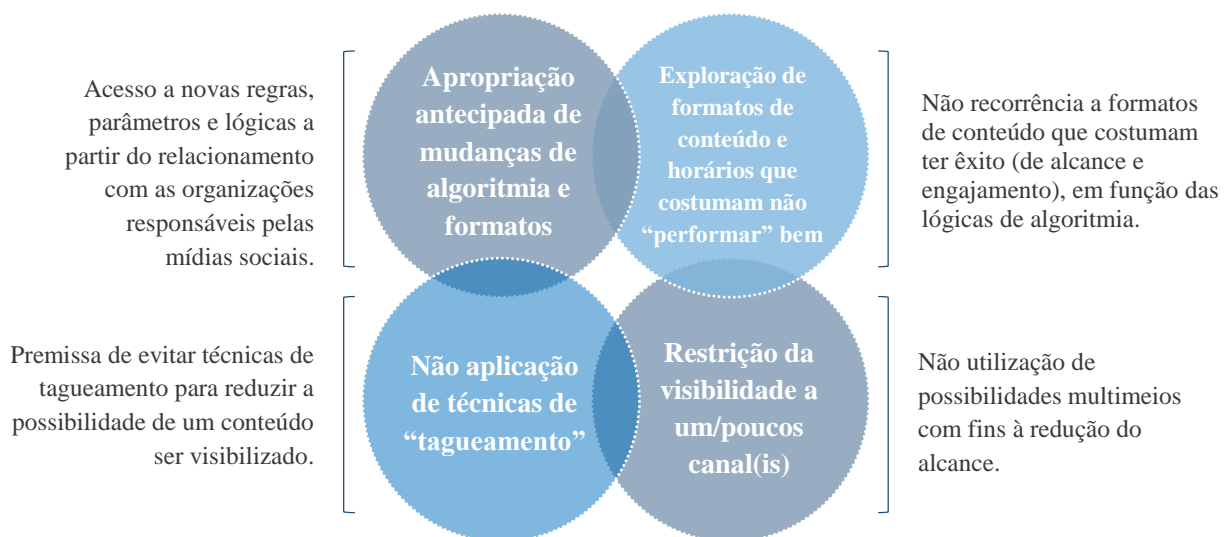 Acesso a novas regras,
parâmetros e lógicas a
partir do relacionamento
com as organizações
responsáveis pelas
mídias sociais.
Apropriação
antecipada de
mudanças de
algoritmia e
formatos
Exploração de
formatos de
conteúdo e
horários que
costumam não
“performar” bem
Não recorrência a formatos
de conteúdo que costumam
ter êxito (de alcance e
engajamento), em função das
lógicas de algoritmia.
Premissa de evitar técnicas de
tagueamento para reduzir a
possibilidade de um conteúdo
ser visibilizado.
Não aplicação
de técnicas de
“tagueamento”
Restrição da
visibilidade a
um/poucos
canal(is)
Não utilização de
possibilidades multimeios
com fins à redução do
alcance.